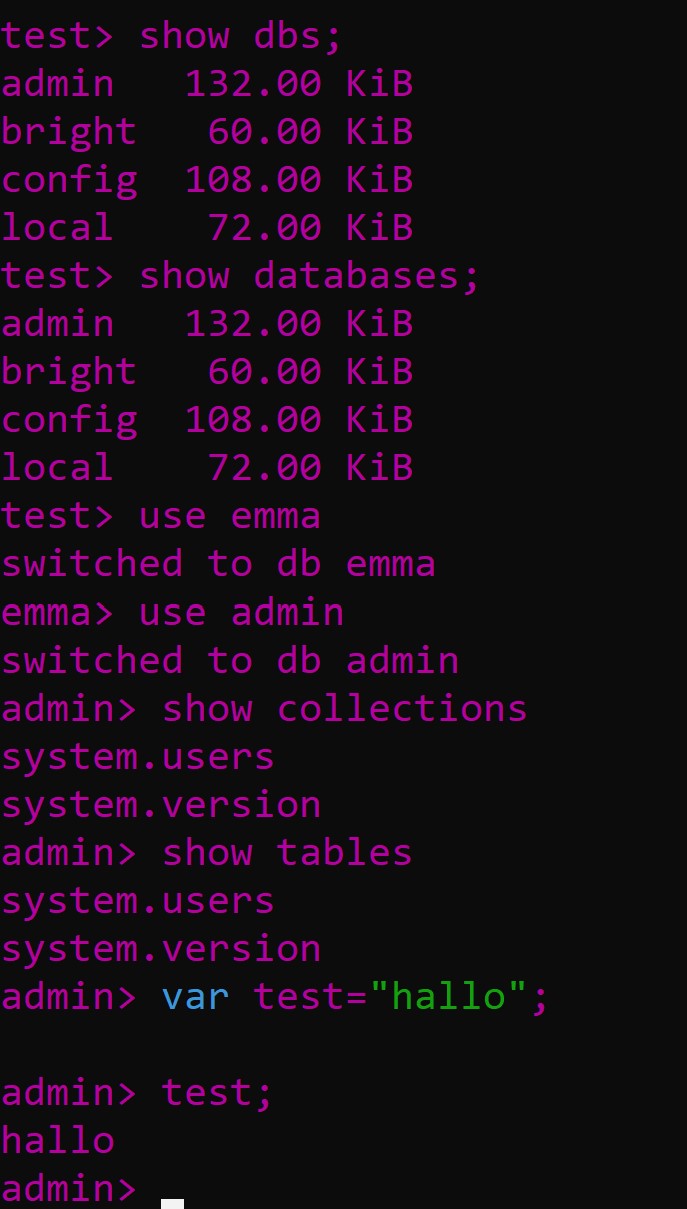 test> show dbs;
admin   132.00 KiB
bright   60.00 KiB
config  108.00 KiB
local    72.00 KiB
test> show databases;
admin   132.00 KiB
bright   60.00 KiB
config  108.00 KiB
local    72.00 KiB
test> use emma
switched to db emma
emma> use admin
switched to db admin
admin> show collections
system.users
system.version
admin> show tables
system.users
system.version
admin> var test="hallo";
admin> test;
hallo
admin>